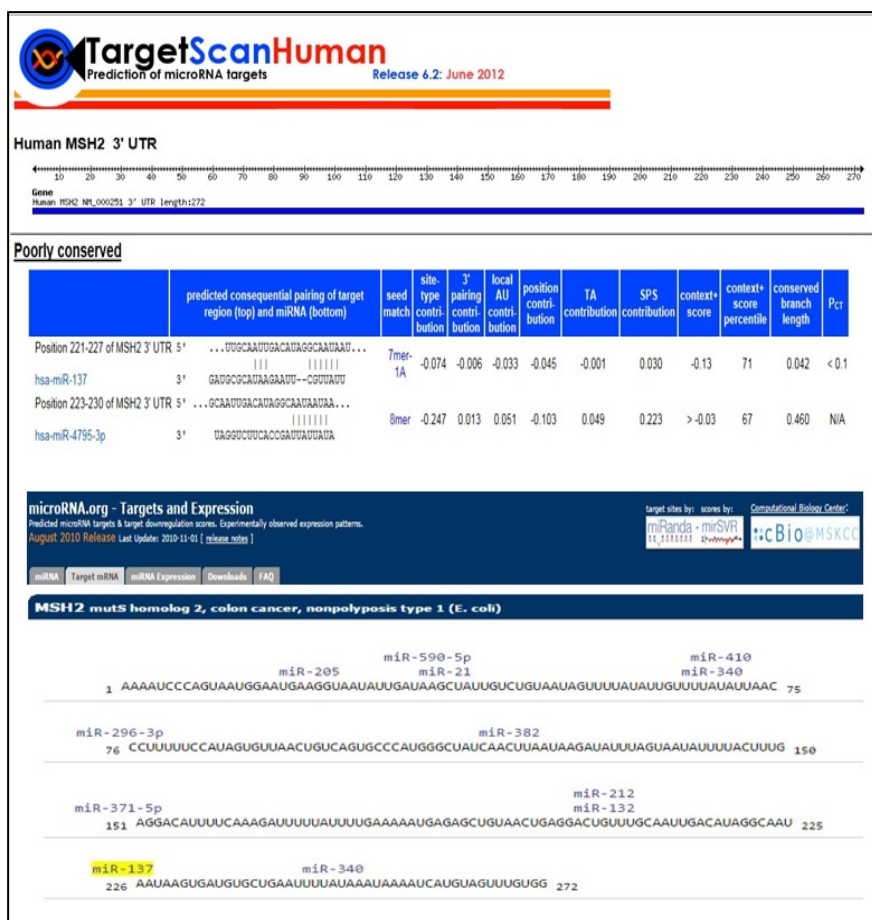 TargetScanHuman
Prediction of microRNA targets Release 6.2: June 2012
Human MSH2 3' UTR
10 20 30 40 50 60 70 80 90 100 110 120 130 140 150 160 170 180 190 200 210 220 230 240 250 260 270
Gene
Human MSH2 NM_000251 3' UTR length:272
Poorly conserved
predicted consequential pairing of target region (top) and miRNA (bottom) seed match site-type contri-bution 3' pairing contri-bution local AU contri-bution position contri-bution TA contribution SPS contribution context+ score context+ score percentile conserved branch length PCT
Position 221-227 of MSH2 3' UTR 5' ...UUGCAAUUGACAUAGGCAAUAAU...
hsa-miR-137 3' GAUGCGCAUAAGAAUU--CGUUAUU
7mer-1A -0.074 -0.006 -0.033 -0.045 -0.001 0.030 -0.13 71 0.042 < 0.1
Position 223-230 of MSH2 3' UTR 5' ...GCAAUUGACAUAGGCAAUAAUAA...
hsa-miR-4795-3p 3' UAGGUCUUCACCGAUUAUUAUA
8mer -0.247 0.013 0.051 -0.103 0.049 0.223 > -0.03 67 0.460 N/A
microRNA.org - Targets and Expression
Predicted microRNA targets & target downregulation scores. Experimentally observed expression patterns.
August 2010 Release Last Update: 2010-11-01 [ release notes ]
target sites by: scores by: Computational Biology Center:
miRanda - mirSVR cBio@MSKCC
miRNA Target mRNA miRNA Expression Downloads FAQ
MSH2 mutS homolog 2, colon cancer, nonpolyposis type 1 (E. coli)
miR-590-5p miR-410
miR-205 miR-21 miR-340
1 AAAAUCCCAGUAAUGGAAUGAAGGUAAUAUUGAUAAGCUAUUGUCUGUAAUAGUUUUAUAUUGUUUUAUAUUAAC 75
miR-296-3p miR-382
76 CCUUUUUCCAUAGUGUUAACUGUCAGUGCCCAUGGGCUAUCAACUUAAUAAGAUAUUUAGUAAUAUUUUACUUUG 150
miR-212
miR-371-5p miR-132
151 AGGACAUUUUCAAAGAUUUUUAUUUUGAAAAAUGAGAGCUGUAACUGAGGACUGUUUGCAAUUGACAUAGGCAAU 225
miR-137 miR-340
226 AAUAAGUGAUGUGCUGAAUUUUAUAAAUAAAAUCAUGUAGUUUGUGG 272